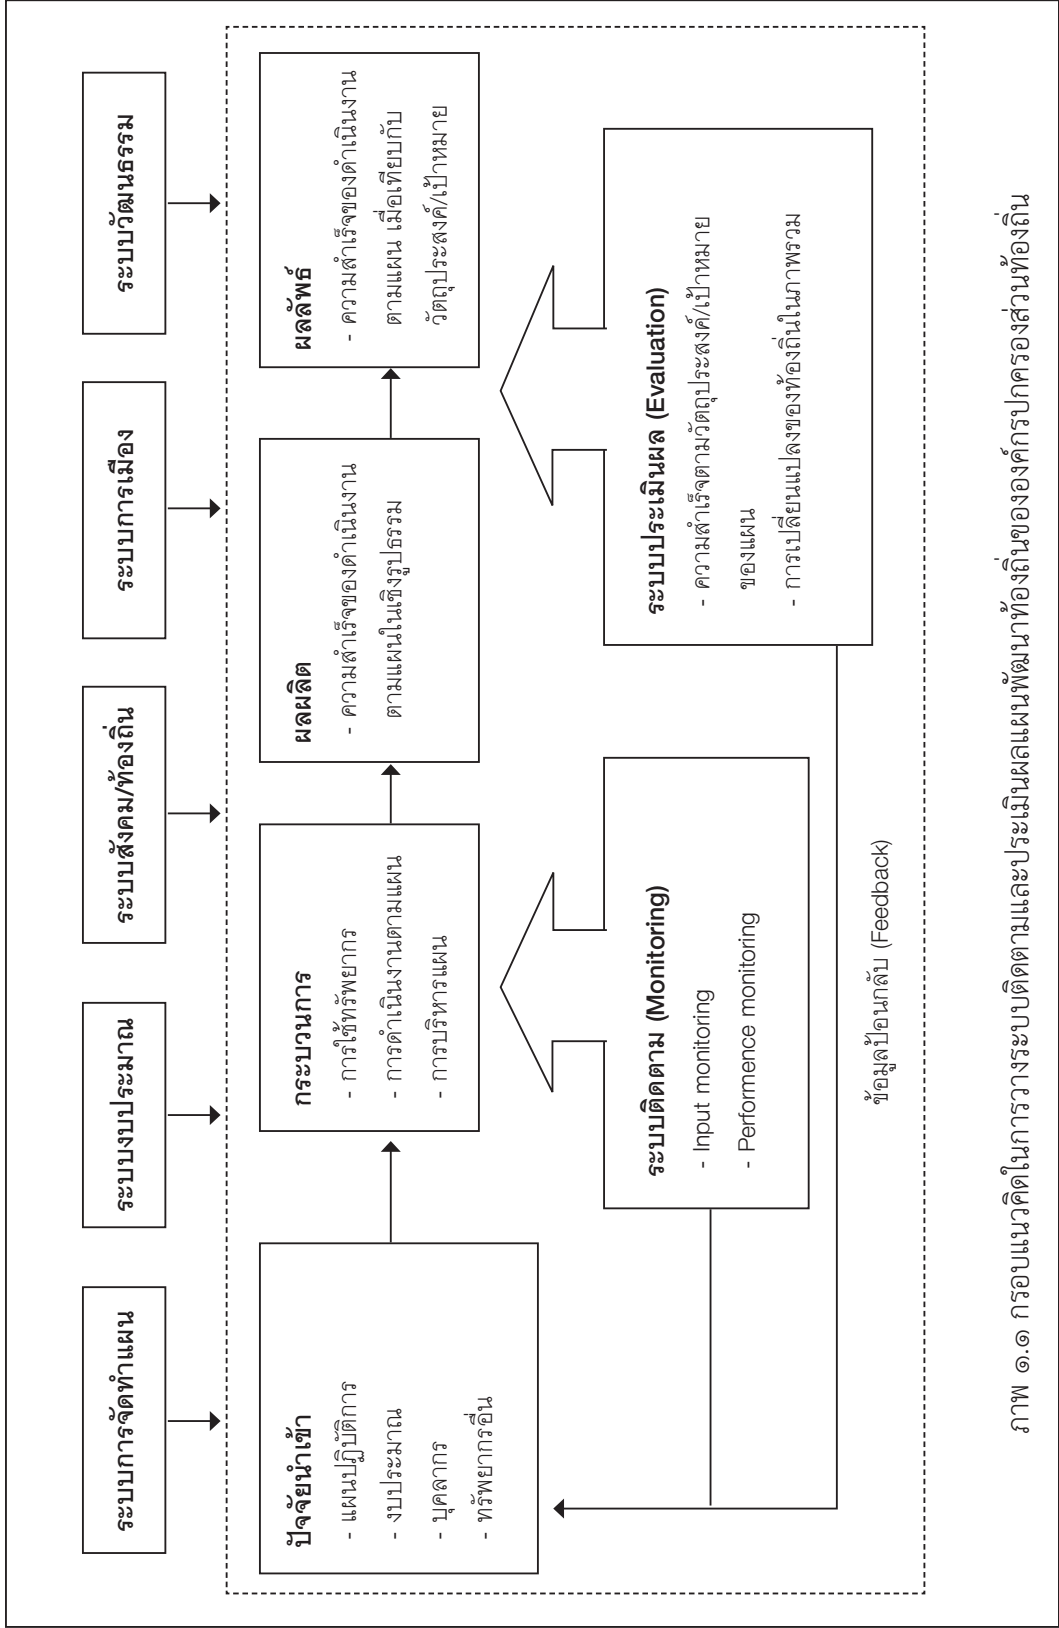 ระบบการจัดทำแผน
ระบบงบประมาณ
ระบบสังคม/ท้องถิ่น
ระบบการเมือง
ระบบวัฒนธรรม
ปัจจัยนำเข้า
- แผนปฏิบัติการ
- งบประมาณ
- บุคลากร
- ทรัพยากรอื่น
กระบวนการ
- การใช้ทรัพยากร
- การดำเนินงานตามแผน
- การบริหารแผน
ผลผลิต
- ความสำเร็จของดำเนินงาน
ตามแผนในเชิงรูปธรรม
ผลลัพธ์
- ความสำเร็จของดำเนินงาน
ตามแผน เมื่อเทียบกับ
วัตถุประสงค์/เป้าหมาย
ระบบติดตาม (Monitoring)
- Input monitoring
- Performence monitoring
ระบบประเมินผล (Evaluation)
- ความสำเร็จตามวัตถุประสงค์/เป้าหมาย
ของแผน
- การเปลี่ยนแปลงของท้องถิ่นในภาพรวม
ข้อมูลป้อนกลับ (Feedback)
ภาพ ๑.๑ กรอบแนวคิดในการวางระบบติดตามและประเมินผลแผนพัฒนาท้องถิ่นขององค์กรปกครองส่วนท้องถิ่น